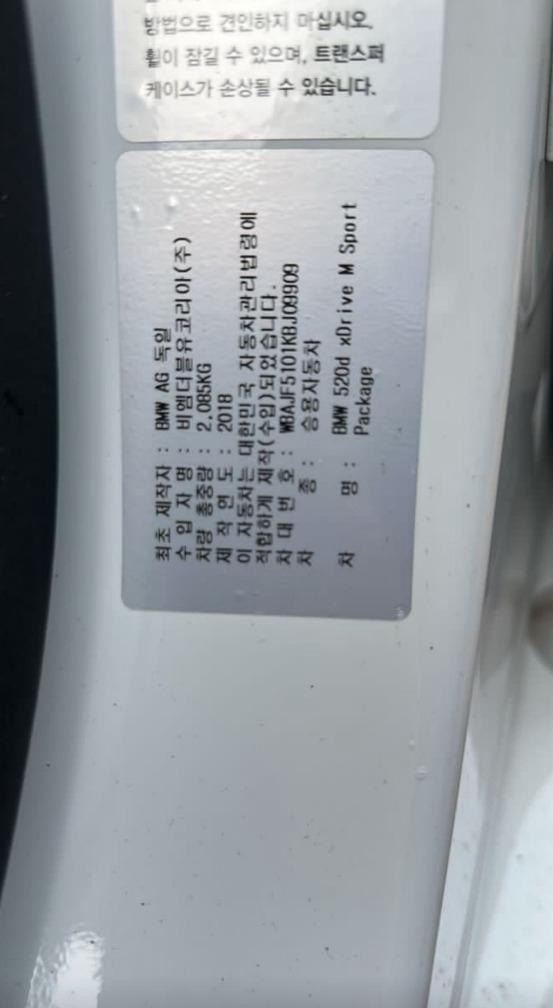 방법으로 견인하지 마십시오.
휠이 잠길 수 있으며, 트랜스퍼
케이스가 손상될 수 있습니다.
최초 제작자 : BMW AG 독일
수 입 자 명 : 비엠더블유코리아(주)
차량 총중량 : 2,085KG
제 작 연 도 : 2018
이 자동차는 대한민국 자동차관리법령에
적합하게 제작(수입)되었습니다.
차 대 번 호 : WBAJF5101KBJ09909
차 종 : 승용자동차
차 명 : BMW 520d xDrive M Sport
Package